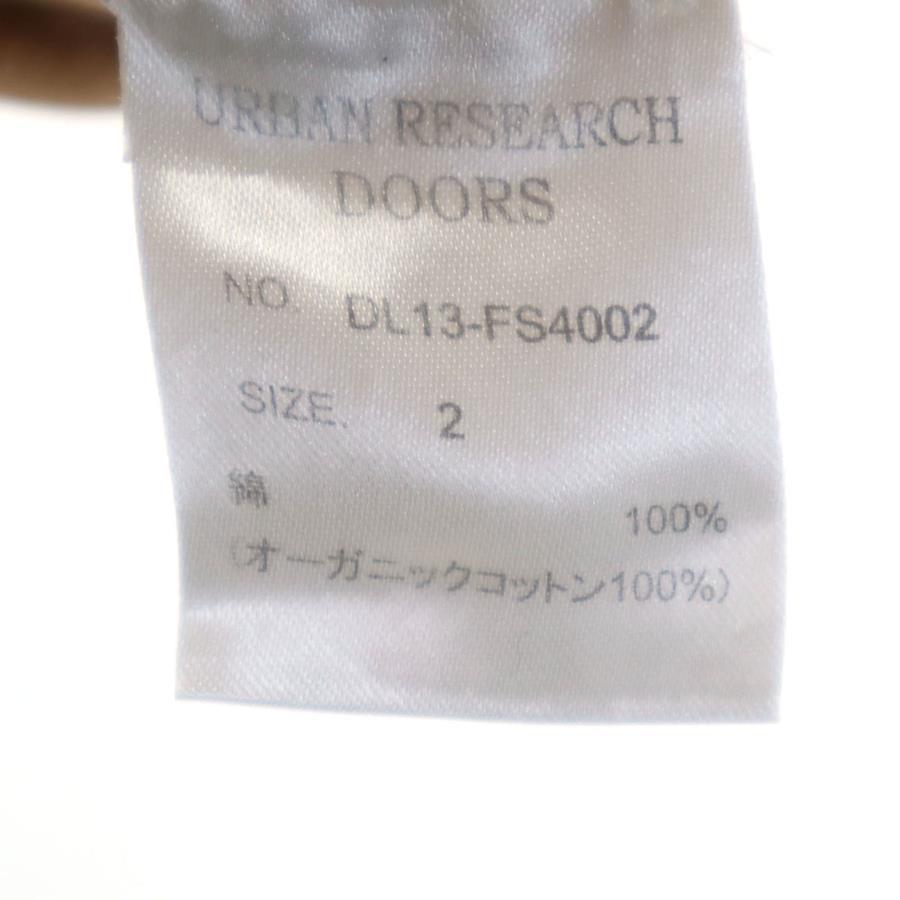 URBAN RESEARCH
DOORS
NO. DL13-FS4002
SIZE. 2
綿 100%
(オーガニックコットン100%)